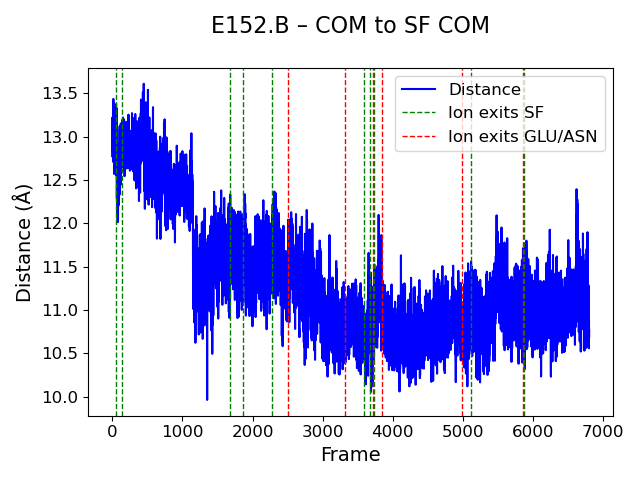 E152.B – COM to SF COM
Distance (Å)
13.5
13.0
12.5
12.0
11.5
11.0
10.5
10.0
Distance
Ion exits SF
Ion exits GLU/ASN
0 1000 2000 3000 4000 5000 6000 7000
Frame